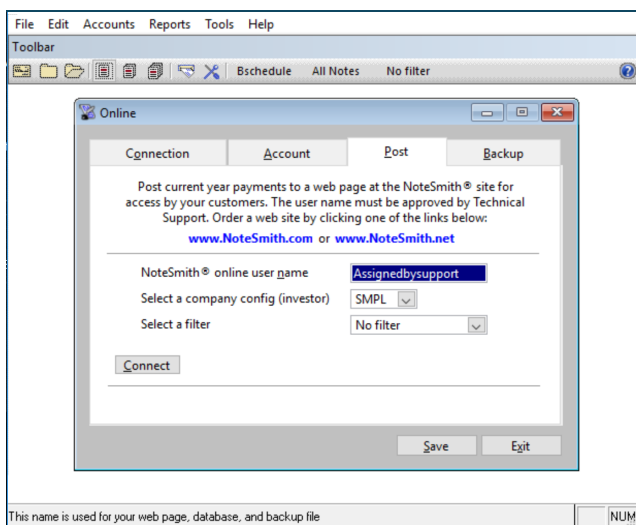 File Edit Accounts Reports Tools Help
Toolbar
Bschedule All Notes No filter
Online
Connection Account Post Backup
Post current year payments to a web page at the NoteSmith® site for
access by your customers. The user name must be approved by Technical
Support. Order a web site by clicking one of the links below:
www.NoteSmith.com or www.NoteSmith.net
NoteSmith® online user name Assignedbysupport
Select a company config (investor) SMPL
Select a filter No filter
Connect
Save Exit
This name is used for your web page, database, and backup file NUM